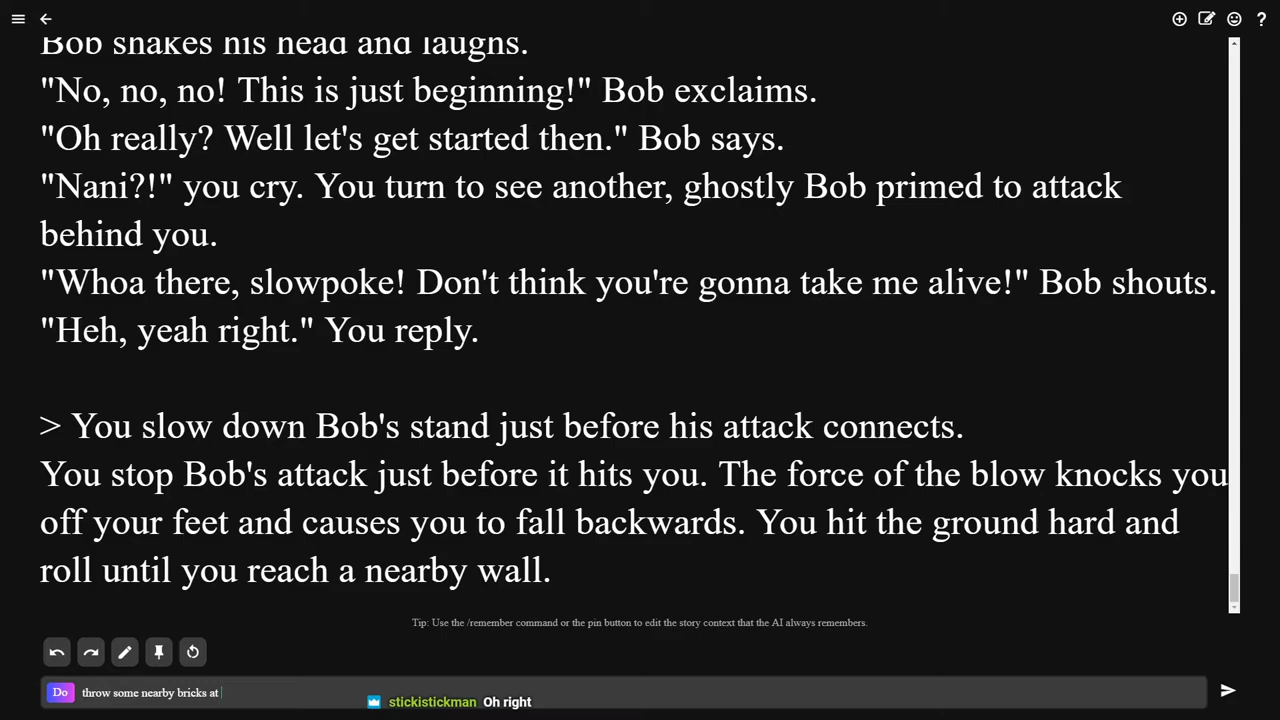 Bob shakes his head and laughs.
"No, no, no! This is just beginning!" Bob exclaims.
"Oh really? Well let's get started then." Bob says.
"Nani?!" you cry. You turn to see another, ghostly Bob primed to attack
behind you.
"Whoa there, slowpoke! Don't think you're gonna take me alive!" Bob shouts.
"Heh, yeah right." You reply.
> You slow down Bob's stand just before his attack connects.
You stop Bob's attack just before it hits you. The force of the blow knocks you
off your feet and causes you to fall backwards. You hit the ground hard and
roll until you reach a nearby wall.
Tip: Use the /remember command or the pin button to edit the story context that the AI always remembers.
Do throw some nearby bricks at
stickistickman Oh right